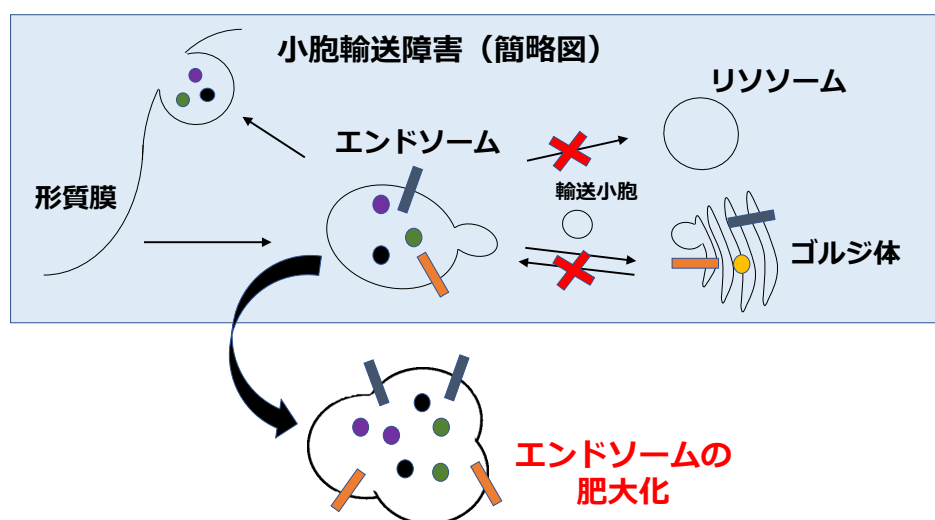 小胞輸送障害（簡略図）
リソソーム
エンドソーム
輸送小胞
形質膜
ゴルジ体
エンドソームの
肥大化